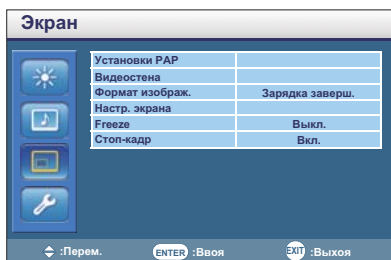 Экран
Установки PAP
Видеостена
Формат изображ. Зарядка заверш.
Настр. экрана
Freeze Выкл.
Стоп-кадр Вкл.
:Перем. ENTER :Ввоя EXIT :Выхоя